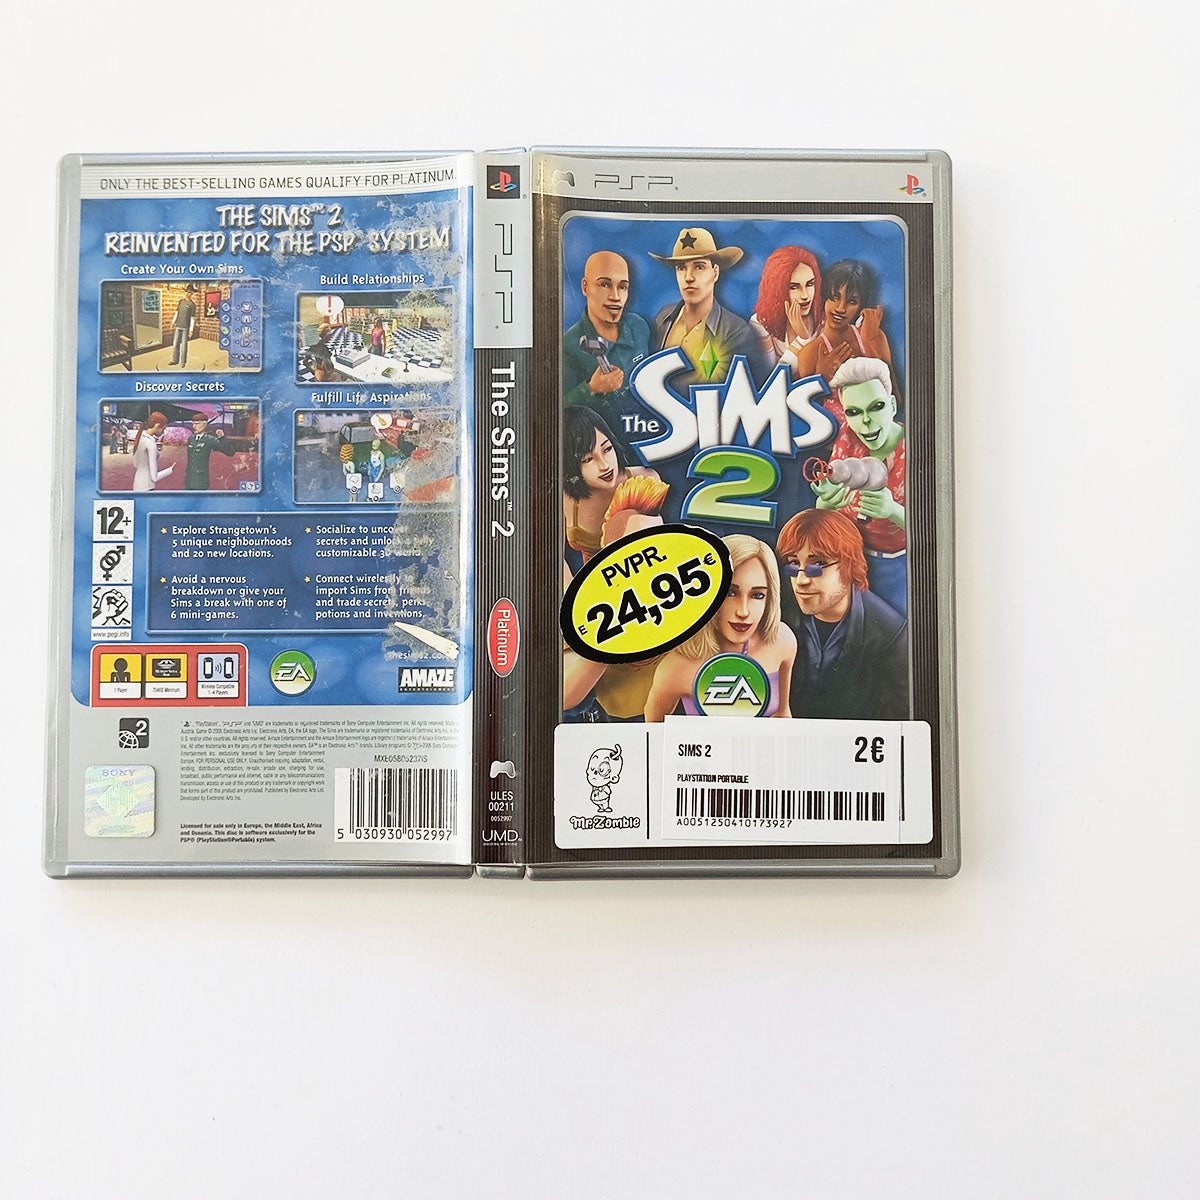 ONLY THE BEST-SELLING GAMES QUALIFY FOR PLATINUM.
THE SIMS™ 2
REINVENTED FOR THE PSP SYSTEM
Create Your Own Sims
Build Relationships
Discover Secrets
Fulfill Life Aspirations
12+
www.pegi.info
★ Explore Strangetown's
5 unique neighbourhoods
and 20 new locations.
★ Avoid a nervous
breakdown or give your
Sims a break with one of
6 mini-games.
★ Socialize to uncover
secrets and unlock a fully
customizable 3D world.
★ Connect wirelessly to
import Sims from friends
and trade secrets, perks,
potions and inventions.
1 Player
Wireless Compatible
1-4 Players
EA
AMAZE
ENTERTAINMENT
2
SONY
Licensed for sale only in Europe, the Middle East, Africa
and Oceania. This disc is software exclusively for the
PSP® (PlayStation®Portable) system.
5 030930 052997
PSP
The Sims™ 2
Platinum
ULES
00211
0052997
UMD
PSP
The SIMS™
2
PVPR.
E 24,95€
EA
Mr.Zombie
SIMS 2
2€
PLAYSTATION PORTABLE
A0051250410173927